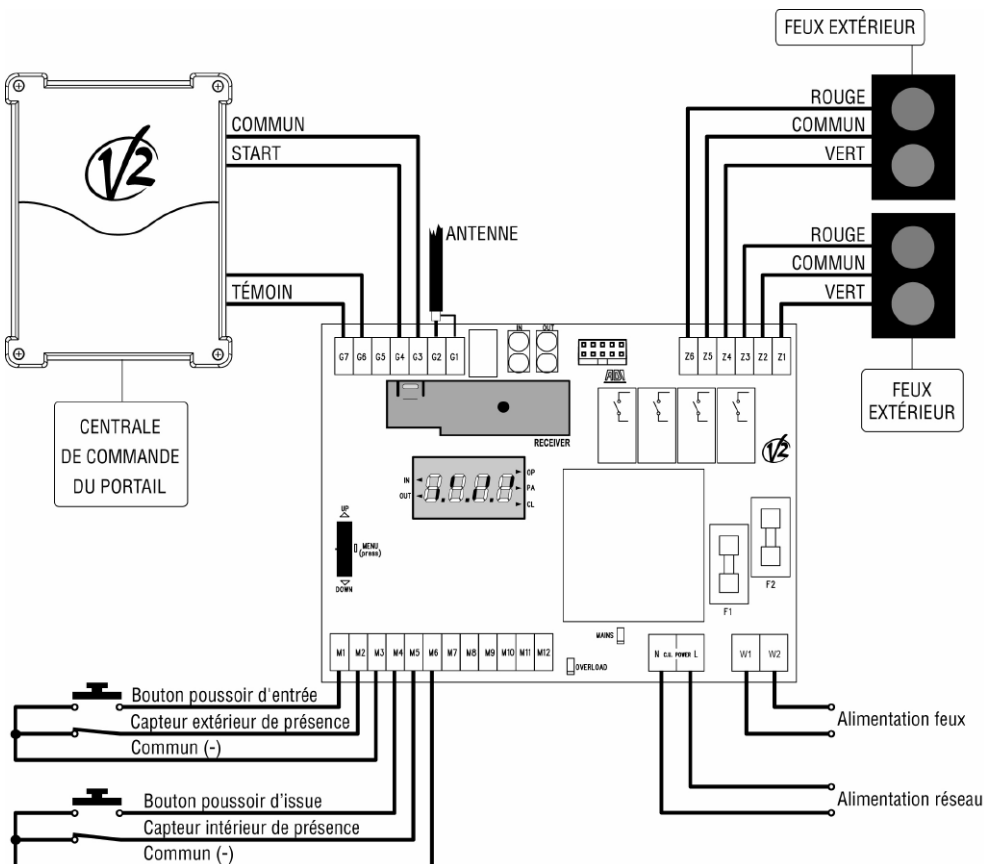 FEUX EXTÉRIEUR
ROUGE
COMMUN
VERT
COMMUN
START
V2
ANTENNE
ROUGE
COMMUN
VERT
TÉMOIN
FEUX
EXTÉRIEUR
CENTRALE
DE COMMANDE
DU PORTAIL
IN OUT
G7 G6 G5 G4 G3 G2 G1
Z6 Z5 Z4 Z3 Z2 Z1
RECEIVER
V2
IN
OUT
OP
PA
CL
UP
MENU
(press)
DOWN
F1
F2
MAINS
OVERLOAD
M1 M2 M3 M4 M5 M6 M7 M8 M9 M10 M11 M12
N C.U. POWER L
W1 W2
Bouton poussoir d'entrée
Capteur extérieur de présence
Commun (-)
Alimentation feux
Bouton poussoir d'issue
Capteur intérieur de présence
Commun (-)
Alimentation réseau